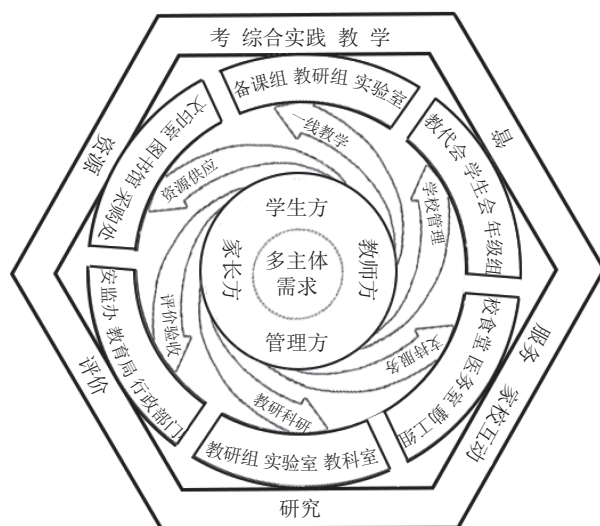 考 综合实践 教 学
备课组 教研组 实验室
一线教学
导
教代会 学生会 年级组
学校管理
服务 家校互动
校食堂 医务室 勤工组
支持服务
研究
教研组 实验室 教科室
教研科研
评价
安监办 教育局 行政部门
评价验收
资源
文印室 图书馆 采购处
资源供应
学生方
教师方
管理方
家长方
多主体
需求